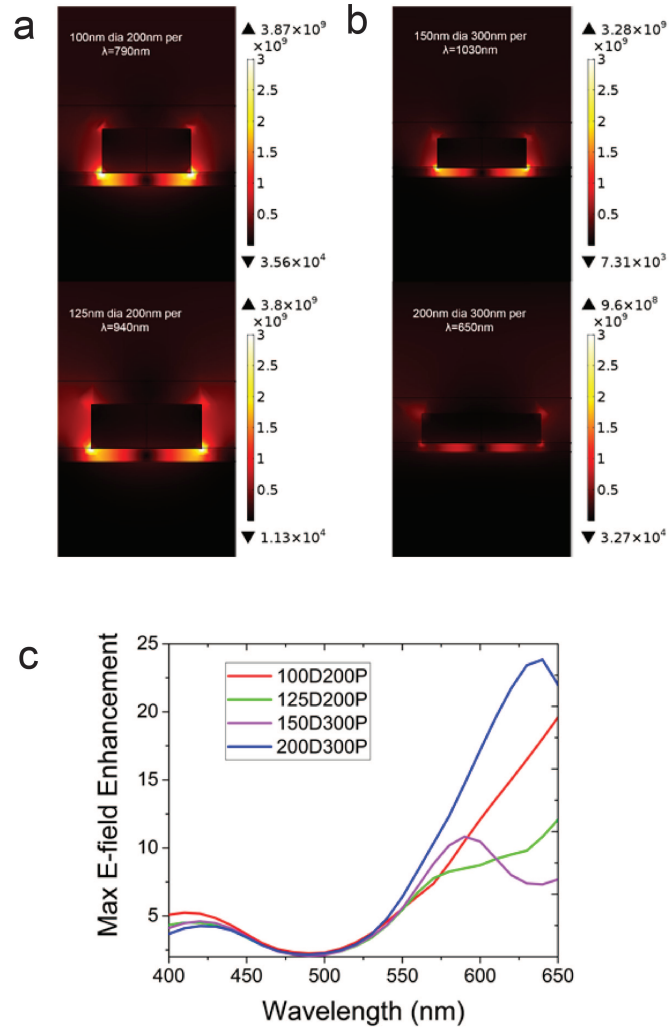 a
100nm dia 200nm per
λ=790nm
▲ 3.87×10⁹
×10⁹
3
2.5
2
1.5
1
0.5
▼ 3.56×10⁴
b
150nm dia 300nm per
λ=1030nm
▲ 3.28×10⁹
×10⁹
3
2.5
2
1.5
1
0.5
▼ 7.31×10³
125nm dia 200nm per
λ=940nm
▲ 3.8×10⁹
×10⁹
3
2.5
2
1.5
1
0.5
▼ 1.13×10⁴
200nm dia 300nm per
λ=650nm
▲ 9.6×10⁸
×10⁹
3
2.5
2
1.5
1
0.5
▼ 3.27×10⁴
c
Max E-field Enhancement
25
20
15
10
5
100D200P
125D200P
150D300P
200D300P
400 450 500 550 600 650
Wavelength (nm)